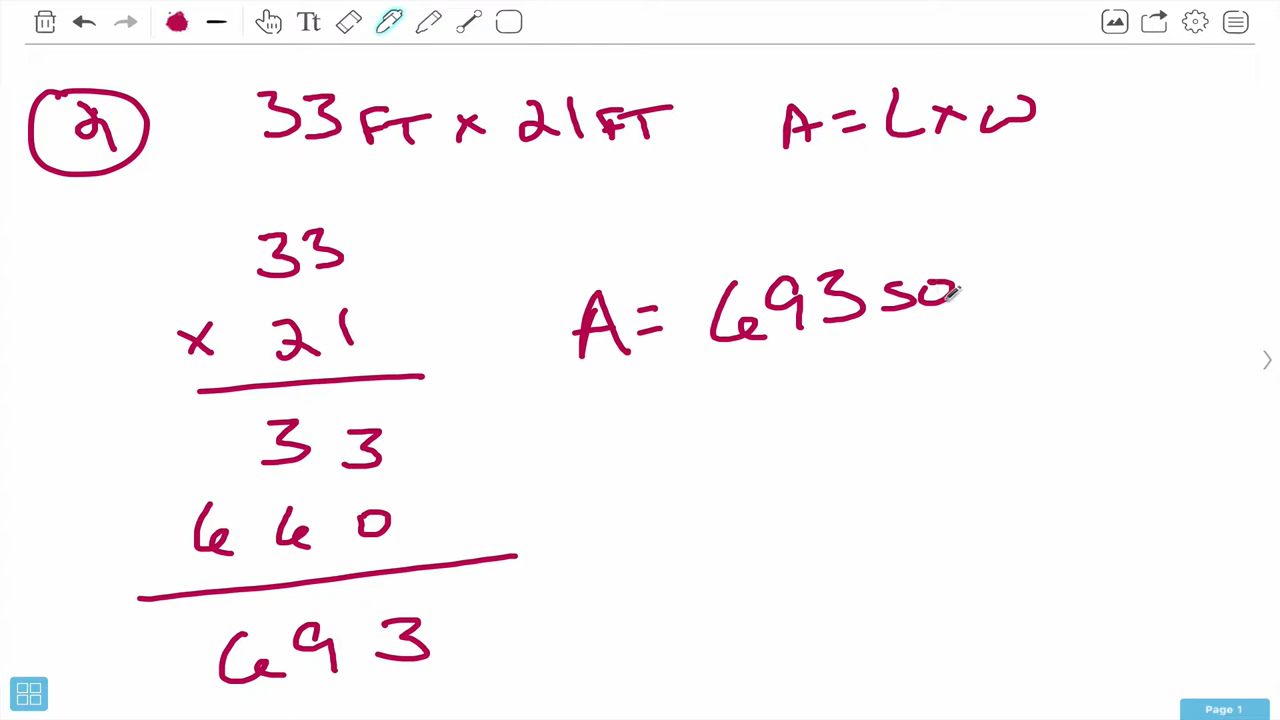 Tt
2 33 FT x 21 FT A = L x W
33
x 21
A = 693 SQ
33
660
693
Page 1